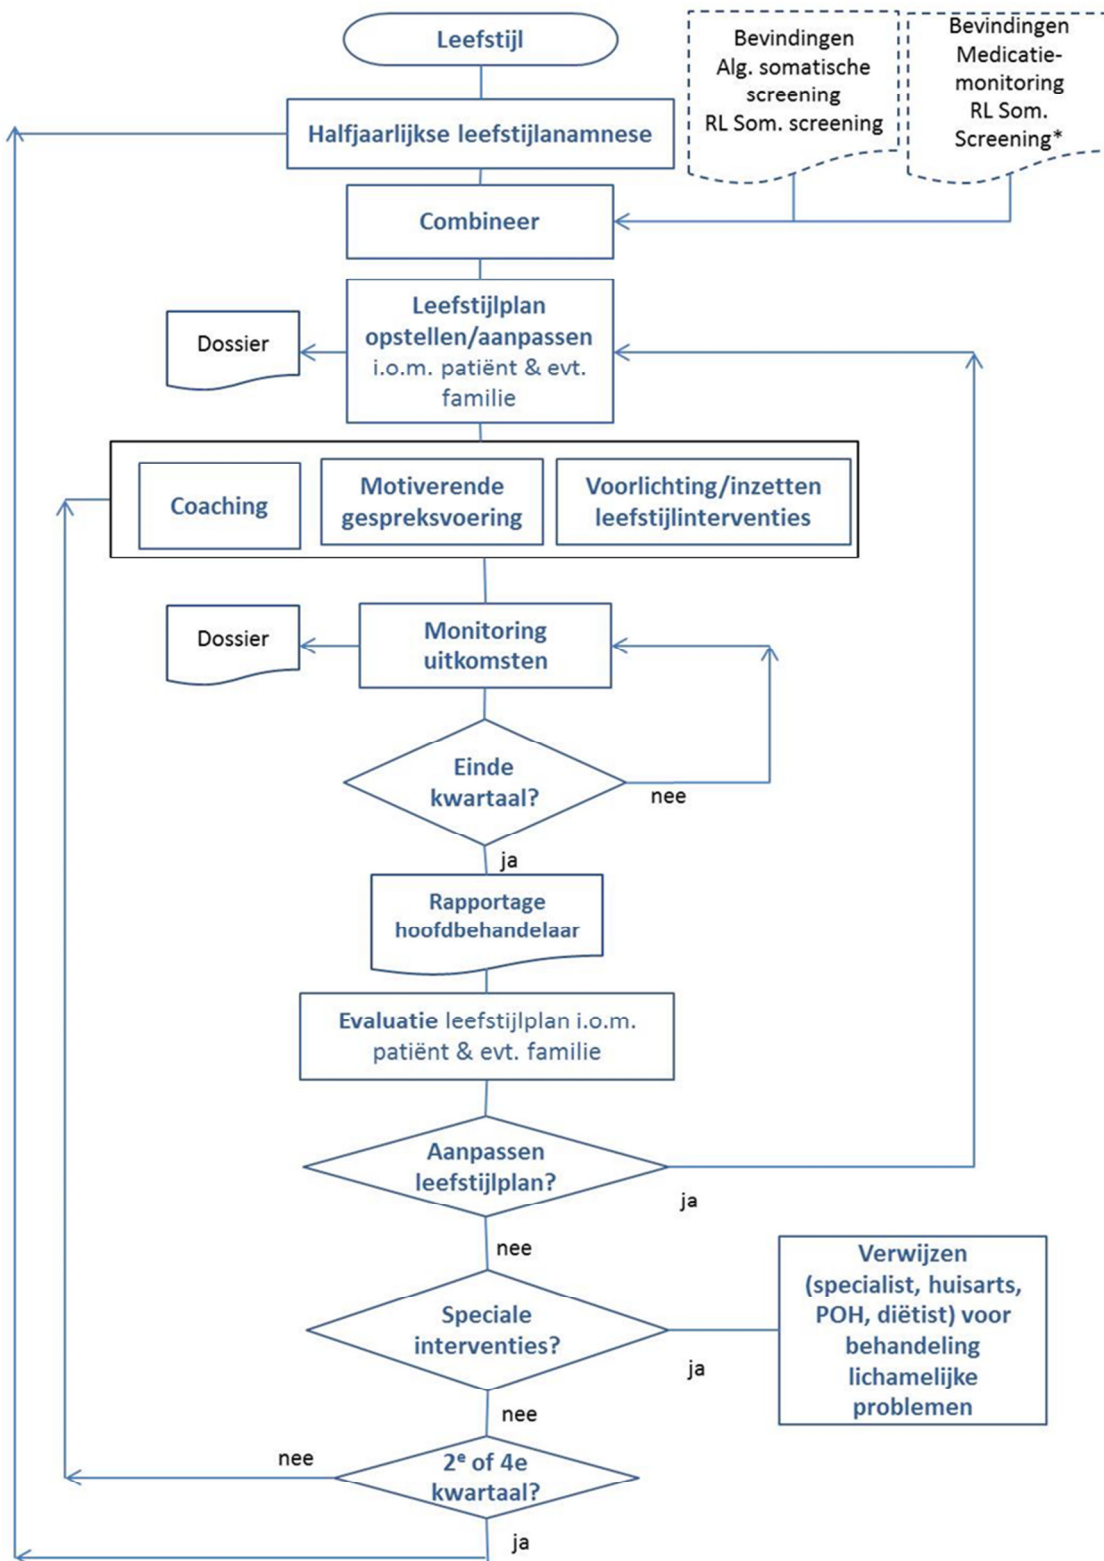 Leefstijl
Bevindingen
Alg. somatische
screening
RL Som. screening
Bevindingen
Medicatie-
monitoring
RL Som.
Screening*
Halfjaarlijkse leefstijlanamnese
Combineer
Leefstijlplan
opstellen/aanpassen
i.o.m. patiënt & evt.
familie
Dossier
Coaching
Motiverende
gespreksvoering
Voorlichting/inzetten
leefstijlinterventies
Monitoring
uitkomsten
Dossier
Einde
kwartaal?
nee
ja
Rapportage
hoofdbehandelaar
Evaluatie leefstijlplan i.o.m.
patiënt & evt. familie
Aanpassen
leefstijlplan?
ja
nee
Speciale
interventies?
ja
Verwijzen
(specialist, huisarts,
POH, diëtist) voor
behandeling
lichamelijke
problemen
nee
2e of 4e
kwartaal?
nee
ja